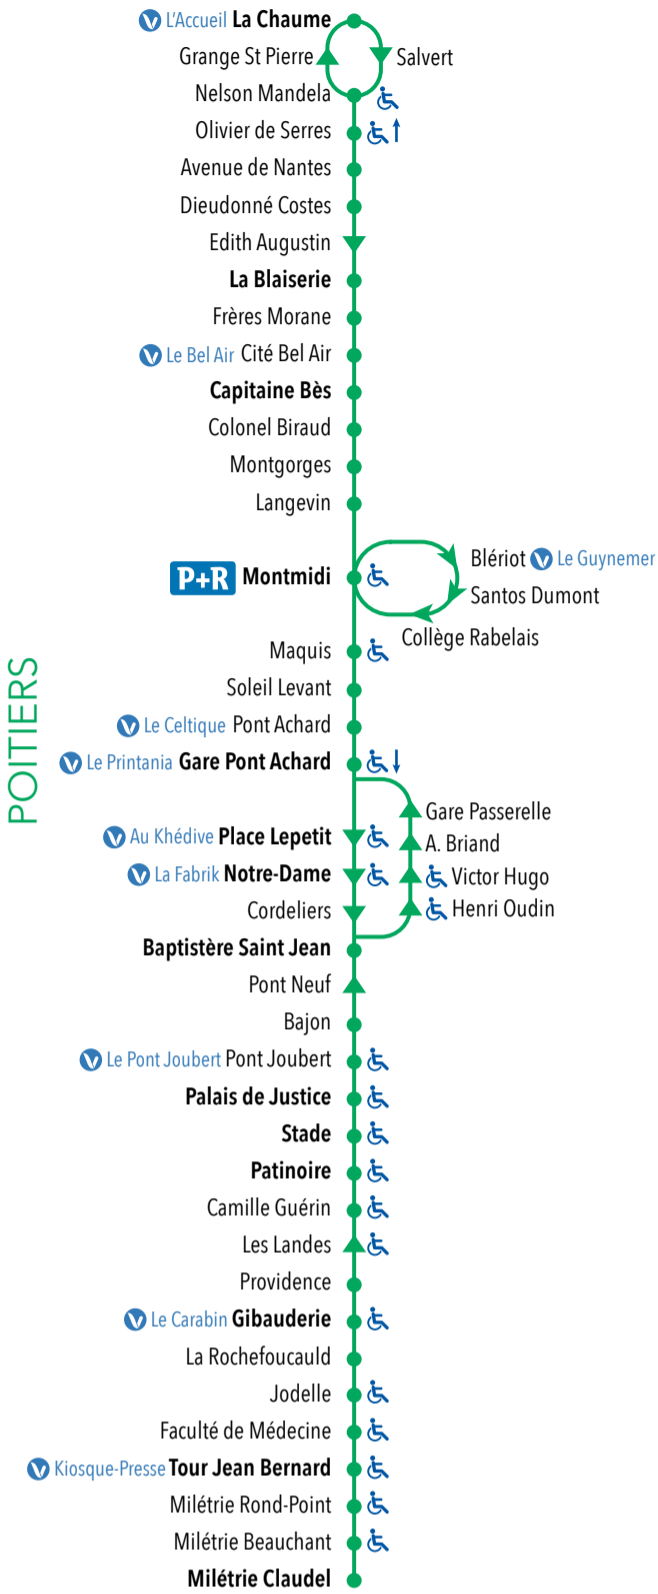 L'Accueil La Chaume
Grange St Pierre
Salvert
Nelson Mandela
Olivier de Serres
Avenue de Nantes
Dieudonné Costes
Edith Augustin
La Blaiserie
Frères Morane
Le Bel Air Cité Bel Air
Capitaine Bès
Colonel Biraud
Montgorges
Langevin
Blériot Le Guynemer
P+R Montmidi
Santos Dumont
Collège Rabelais
Maquis
Soleil Levant
Le Celtique Pont Achard
Le Printania Gare Pont Achard
POITIERS
Gare Passerelle
Au Khédive Place Lepetit
A. Briand
La Fabrik Notre-Dame
Victor Hugo
Cordeliers
Henri Oudin
Baptistère Saint Jean
Pont Neuf
Bajon
Le Pont Joubert Pont Joubert
Palais de Justice
Stade
Patinoire
Camille Guérin
Les Landes
Providence
Le Carabin Gibauderie
La Rochefoucauld
Jodelle
Faculté de Médecine
Kiosque-Presse Tour Jean Bernard
Milétrie Rond-Point
Milétrie Beauchant
Milétrie Claudel